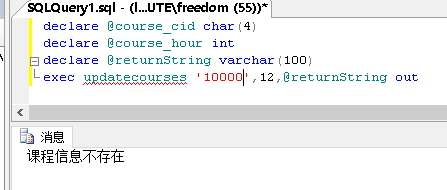 SQLQuery1.sql - (l...UTE\freedom (55))*
declare @course_cid char(4)
declare @course_hour int
declare @returnString varchar(100)
exec updatecourses '10000',12,@returnString out
消息
课程信息不存在